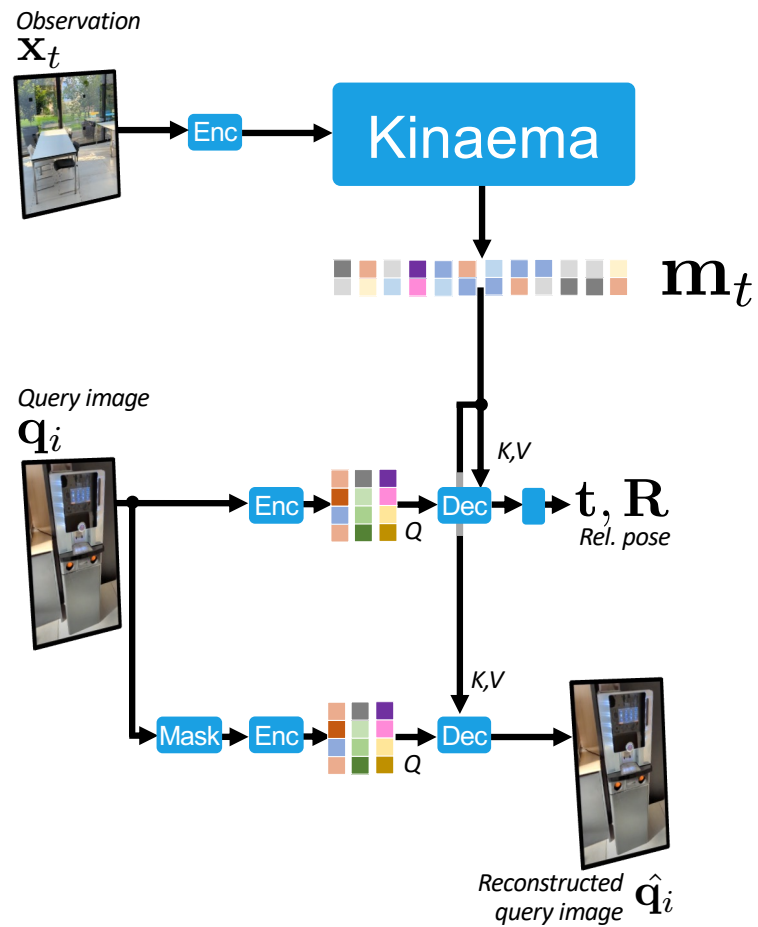 Observation
x_t
Enc
Kinaema
m_t
Query image
q_i
K,V
Enc
Q
Dec
t, R
Rel. pose
K,V
Mask
Enc
Q
Dec
Reconstructed
query image
q̂_i